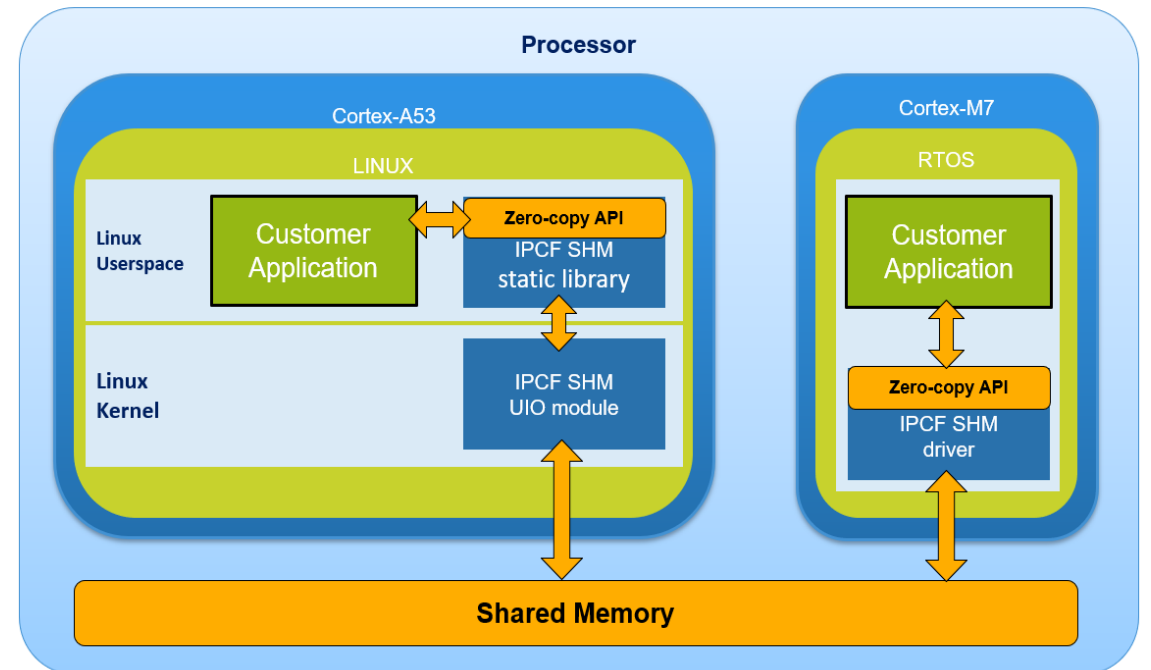 Processor
Cortex-A53
LINUX
Linux
Userspace
Customer
Application
Zero-copy API
IPCF SHM
static library
Linux
Kernel
IPCF SHM
UIO module
Cortex-M7
RTOS
Customer
Application
Zero-copy API
IPCF SHM
driver
Shared Memory